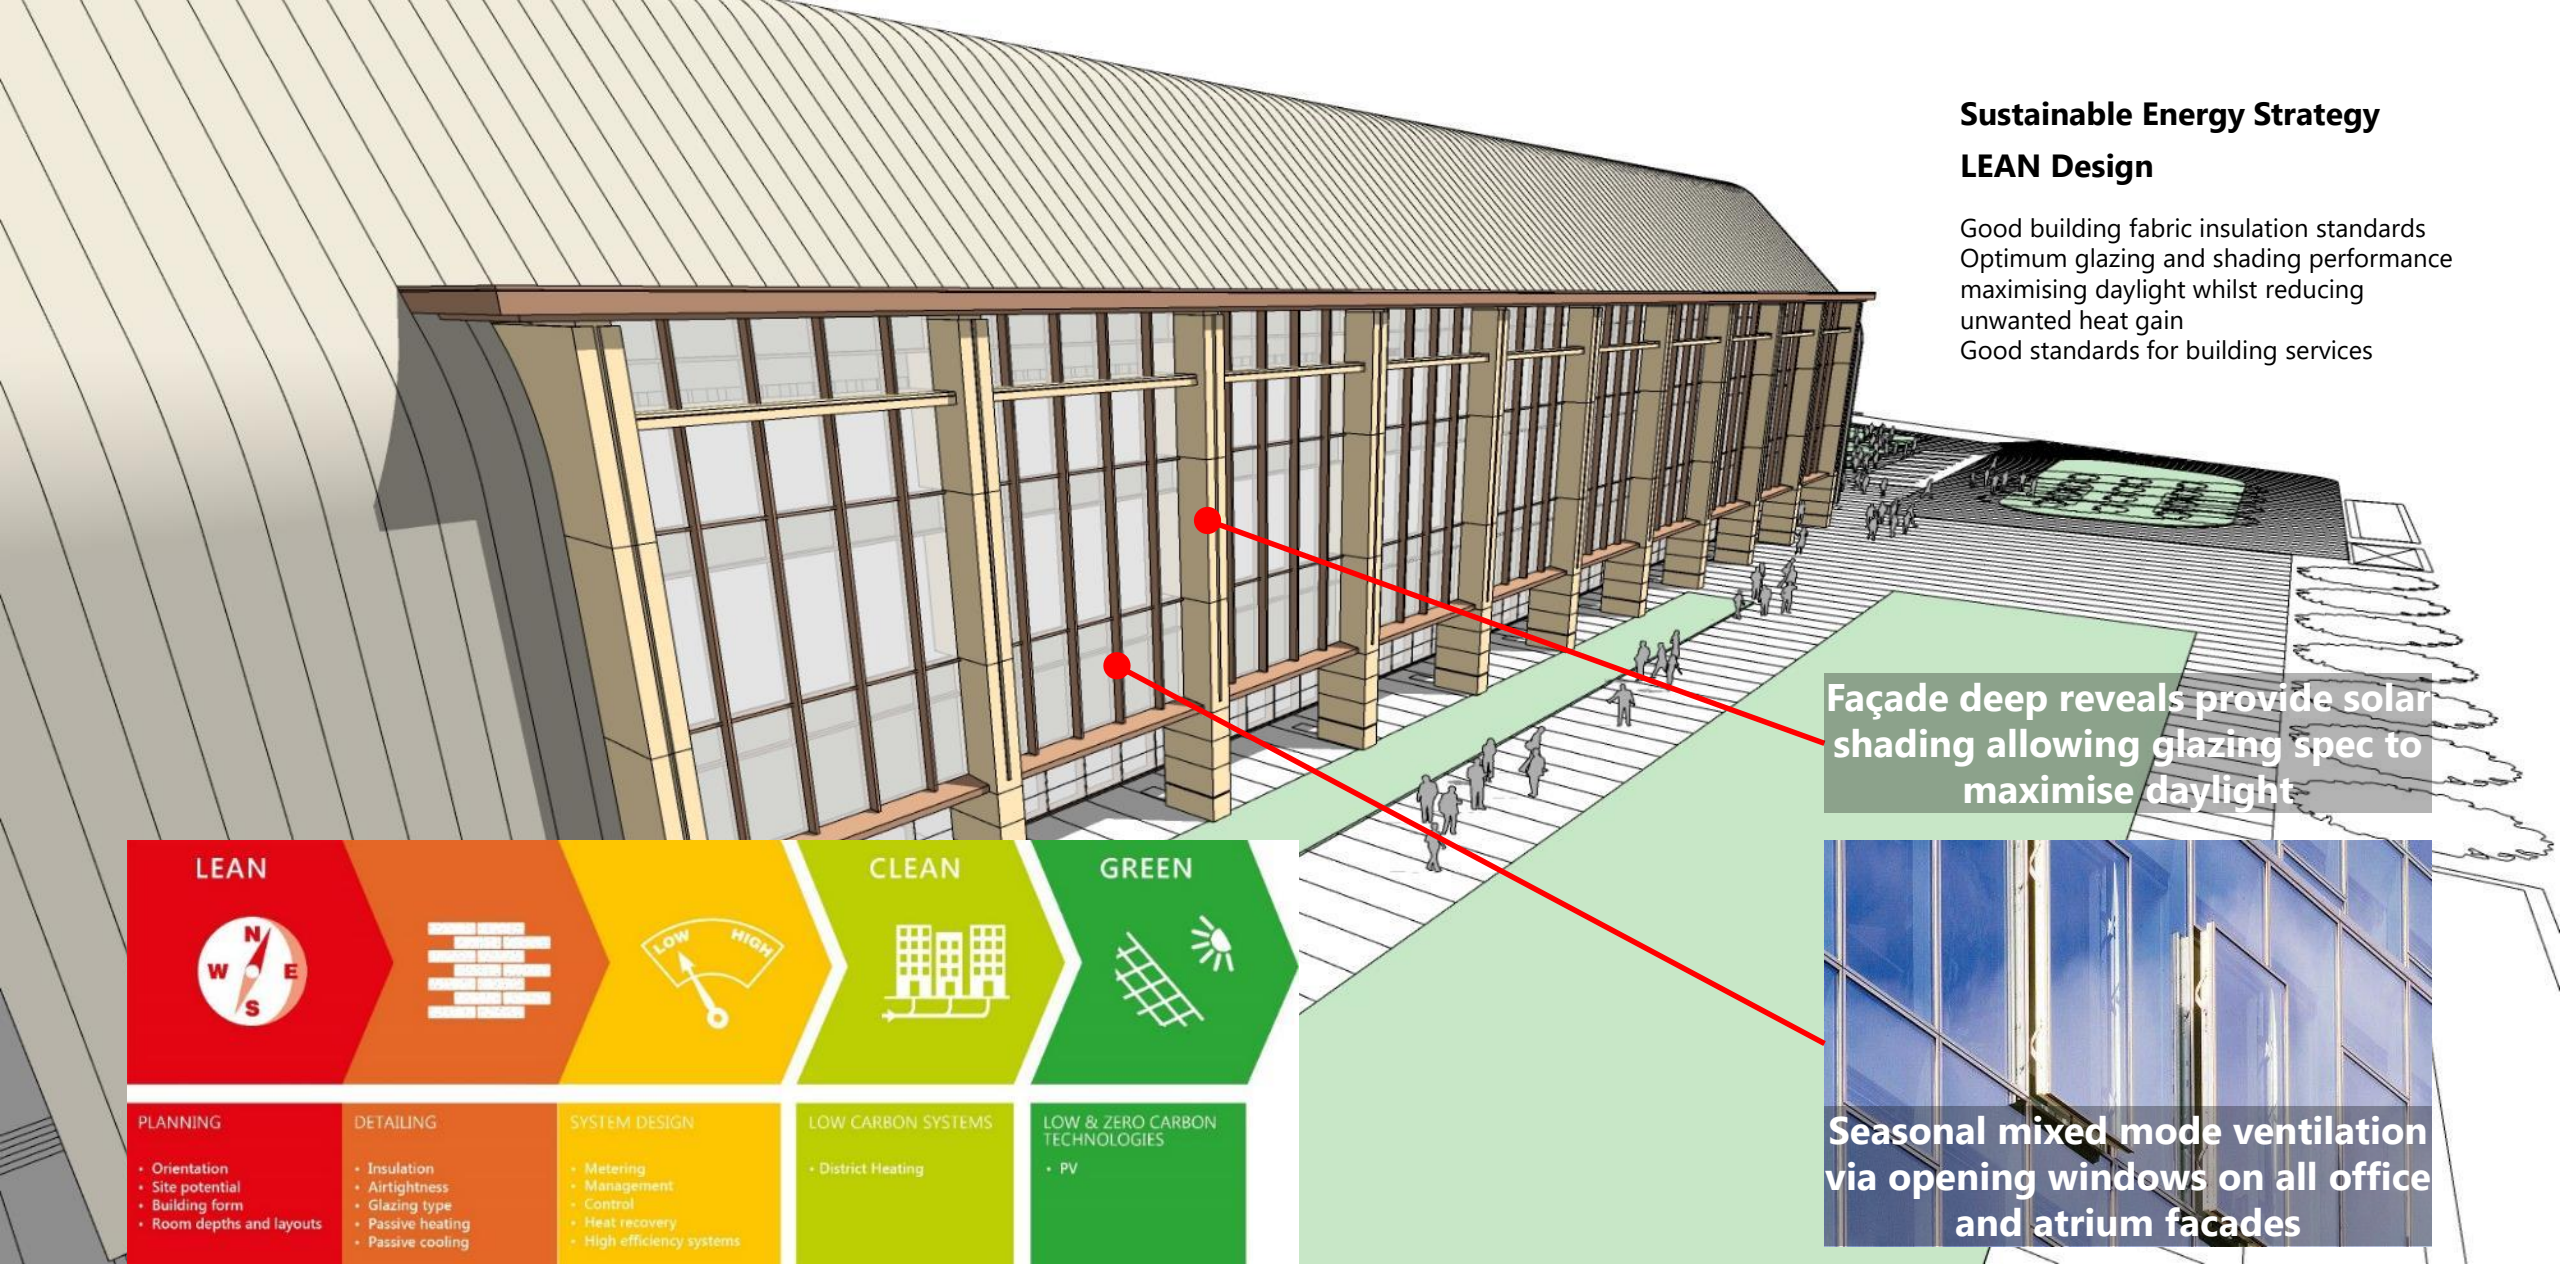 Sustainable Energy Strategy
LEAN Design
Good building fabric insulation standards
Optimum glazing and shading performance
maximising daylight whilst reducing
unwanted heat gain
Good standards for building services
Façade deep reveals provide solar
shading allowing glazing spec to
maximise daylight
LEAN
CLEAN
GREEN
N
W E
S
LOW HIGH
PLANNING
• Orientation
• Site potential
• Building form
• Room depths and layouts
DETAILING
• Insulation
• Airtightness
• Glazing type
• Passive heating
• Passive cooling
SYSTEM DESIGN
• Metering
• Management
• Control
• Heat recovery
• High efficiency systems
LOW CARBON SYSTEMS
• District Heating
LOW & ZERO CARBON
TECHNOLOGIES
• PV
Seasonal mixed mode ventilation
via opening windows on all office
and atrium facades